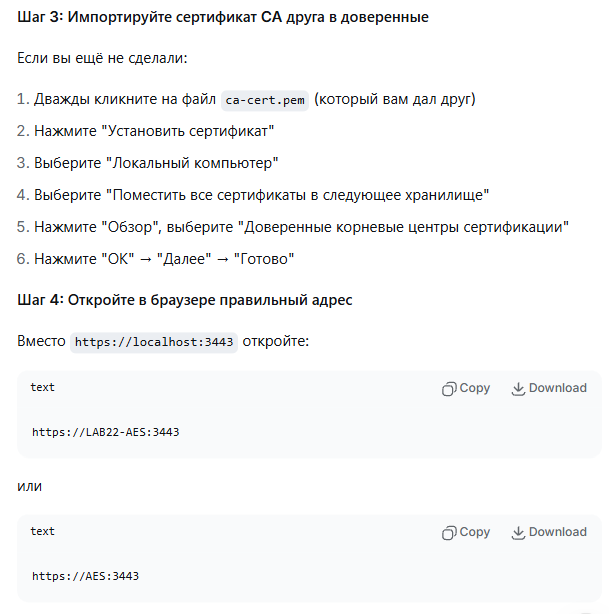 Шаг 3: Импортируйте сертификат CA друга в доверенные
Если вы ещё не сделали:
1. Дважды кликните на файл ca-cert.pem (который вам дал друг)
2. Нажмите "Установить сертификат"
3. Выберите "Локальный компьютер"
4. Выберите "Поместить все сертификаты в следующее хранилище"
5. Нажмите "Обзор", выберите "Доверенные корневые центры сертификации"
6. Нажмите "ОК" → "Далее" → "Готово"
Шаг 4: Откройте в браузере правильный адрес
Вместо https://localhost:3443 откройте:
text Copy Download
https://LAB22-AES:3443
или
text Copy Download
https://AES:3443